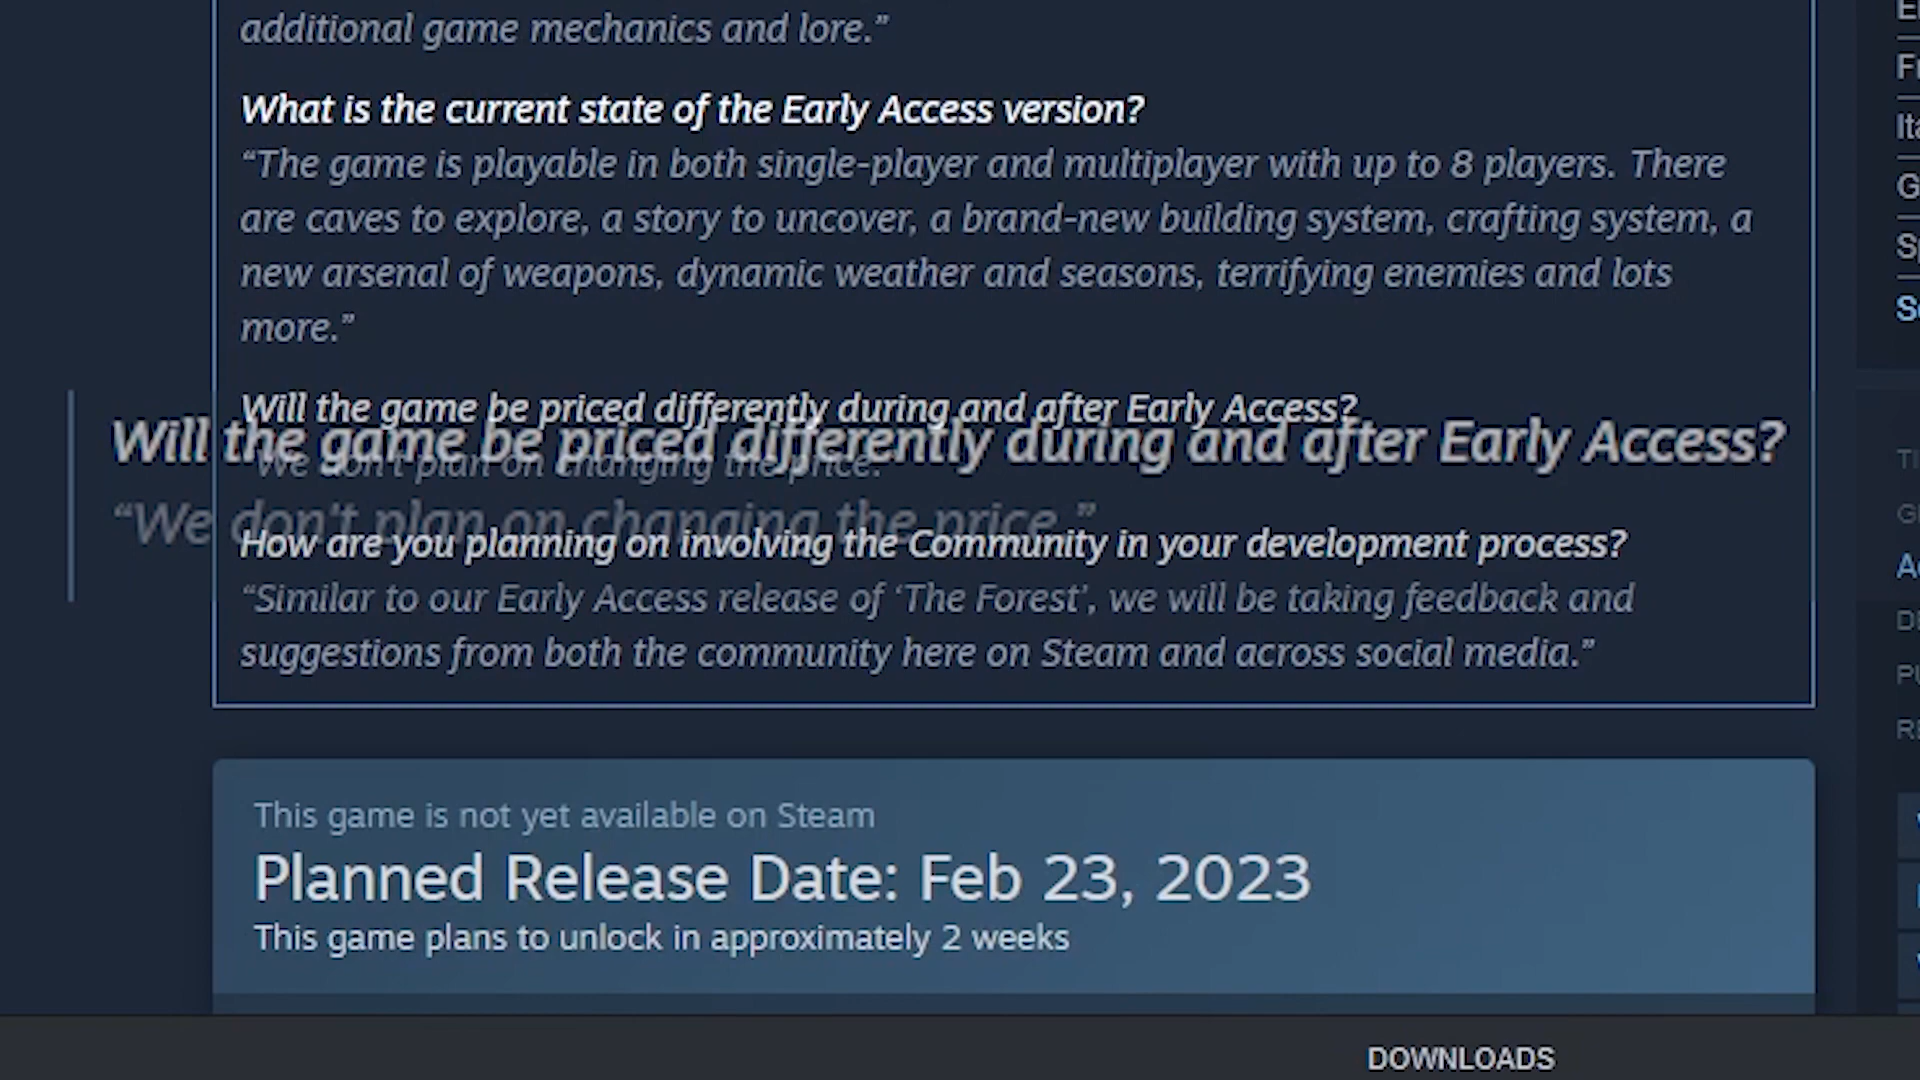 additional game mechanics and lore.”
What is the current state of the Early Access version?
“The game is playable in both single-player and multiplayer with up to 8 players. There
are caves to explore, a story to uncover, a brand-new building system, crafting system, a
new arsenal of weapons, dynamic weather and seasons, terrifying enemies and lots
more.”
Will the game be priced differently during and after Early Access?
Will the game be priced differently during and after Early Access?
“We don't plan on changing the price.”
“We don't plan on changing the price.”
How are you planning on involving the Community in your development process?
“Similar to our Early Access release of ‘The Forest’, we will be taking feedback and
suggestions from both the community here on Steam and across social media.”
This game is not yet available on Steam
Planned Release Date: Feb 23, 2023
This game plans to unlock in approximately 2 weeks
DOWNLOADS